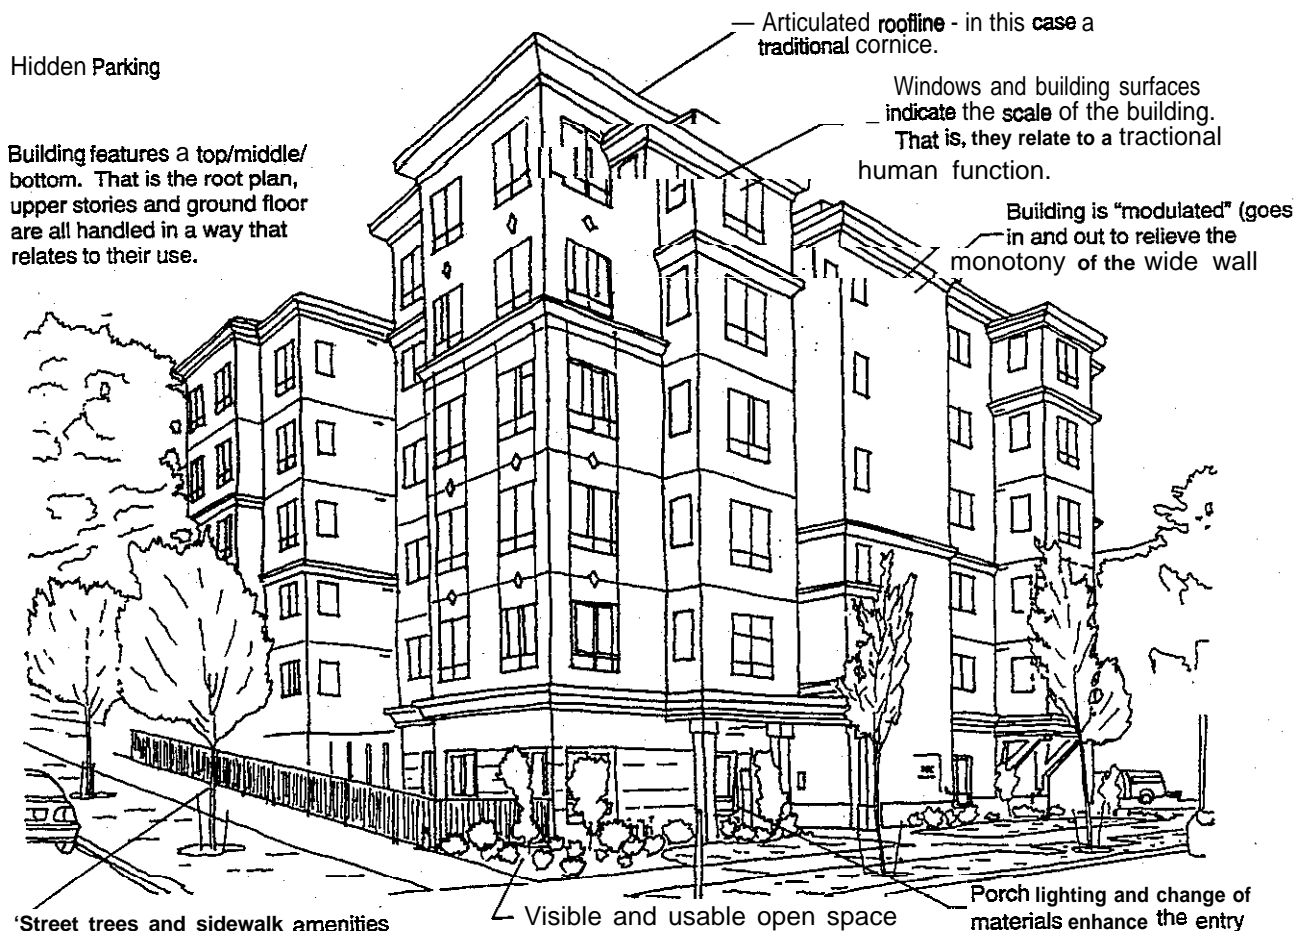 Articulated roofline - in this case a
traditional cornice.
Hidden Parking
Windows and building surfaces
indicate the scale of the building.
That is, they relate to a tractional
human function.
Building features a top/middle/
bottom. That is the root plan,
upper stories and ground floor
are all handled in a way that
relates to their use.
Building is "modulated" (goes
in and out to relieve the
monotony of the wide wall
'Street trees and sidewalk amenities
Visible and usable open space
Porch lighting and change of
materials enhance the entry